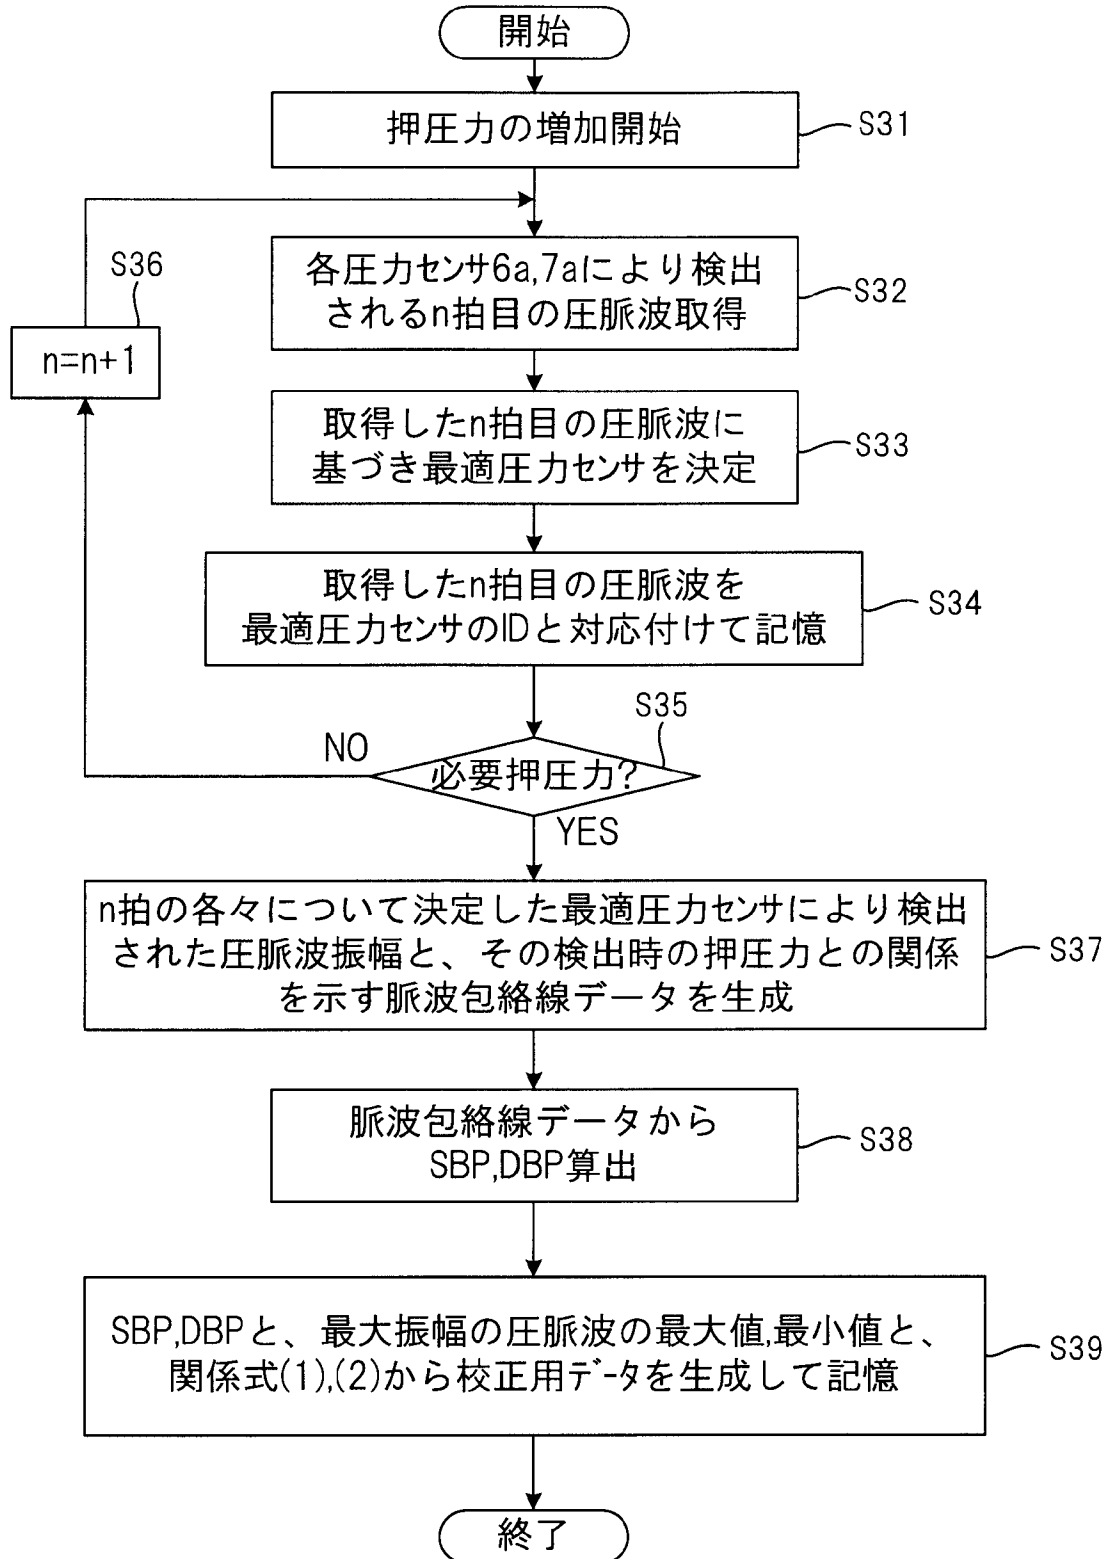 開始
押圧力の増加開始
S31
各圧力センサ6a,7aにより検出
されるn拍目の圧脈波取得
S32
S36
n=n+1
取得したn拍目の圧脈波に
基づき最適圧力センサを決定
S33
取得したn拍目の圧脈波を
最適圧力センサのIDと対応付けて記憶
S34
S35
NO
必要押圧力?
YES
n拍の各々について決定した最適圧力センサにより検出
された圧脈波振幅と、その検出時の押圧力との関係
を示す脈波包絡線データを生成
S37
脈波包絡線データから
SBP,DBP算出
S38
SBP,DBPと、最大振幅の圧脈波の最大値,最小値と、
関係式(1),(2)から校正用データを生成して記憶
S39
終了